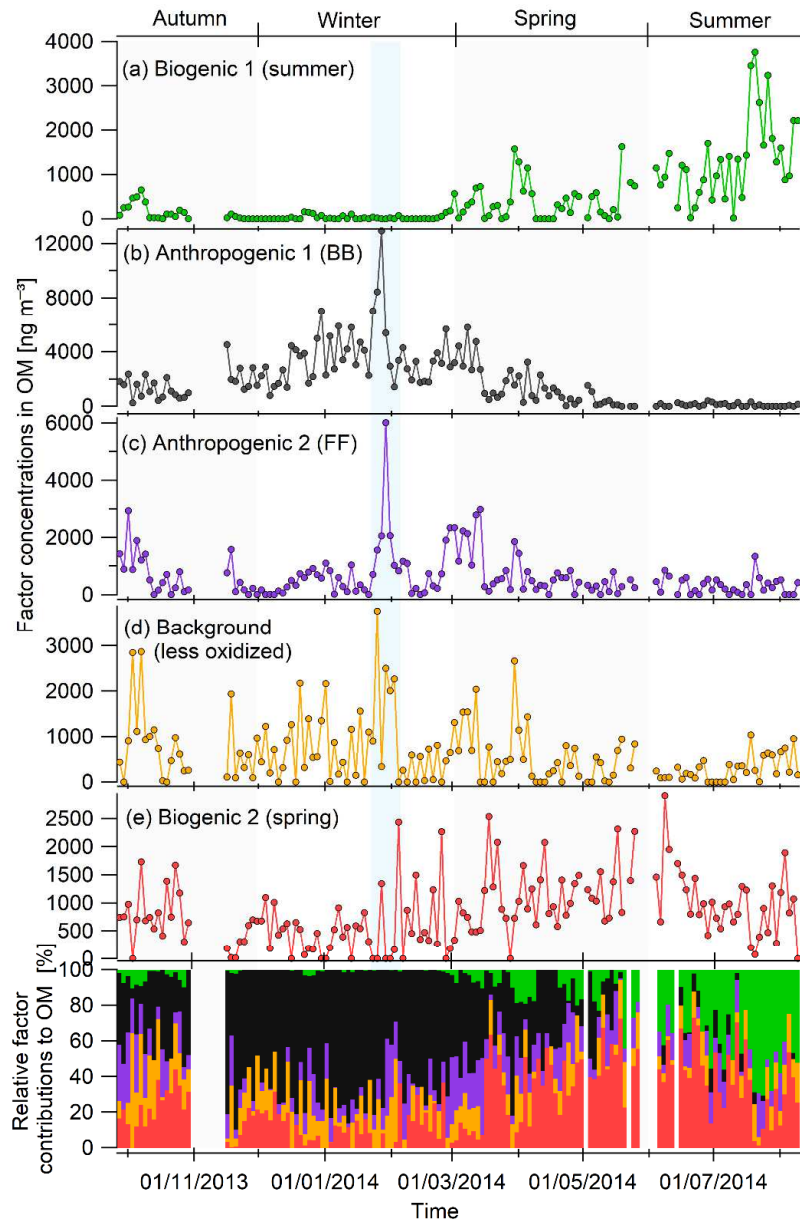 Autumn Winter Spring Summer
4000
(a) Biogenic 1 (summer)
4000
3000
2000
1000
0
12000
(b) Anthropogenic 1 (BB)
8000
4000
0
6000
(c) Anthropogenic 2 (FF)
4000
2000
0
(d) Background
(less oxidized)
3000
2000
1000
0
(e) Biogenic 2 (spring)
2500
2000
1500
1000
500
0
Factor concentrations in OM [ng m⁻³]
100
80
60
40
20
0
Relative factor
contributions to OM [%]
01/11/2013 01/01/2014 01/03/2014 01/05/2014 01/07/2014
Time